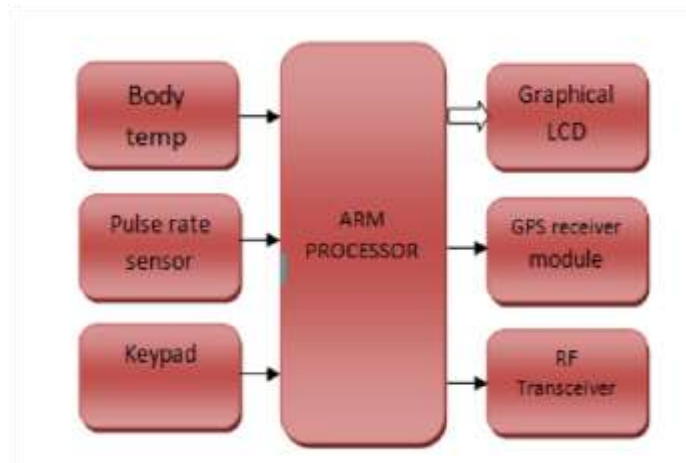 Body
temp
Pulse rate
sensor
Keypad
ARM
PROCESSOR
Graphical
LCD
GPS receiver
module
RF
Transceiver